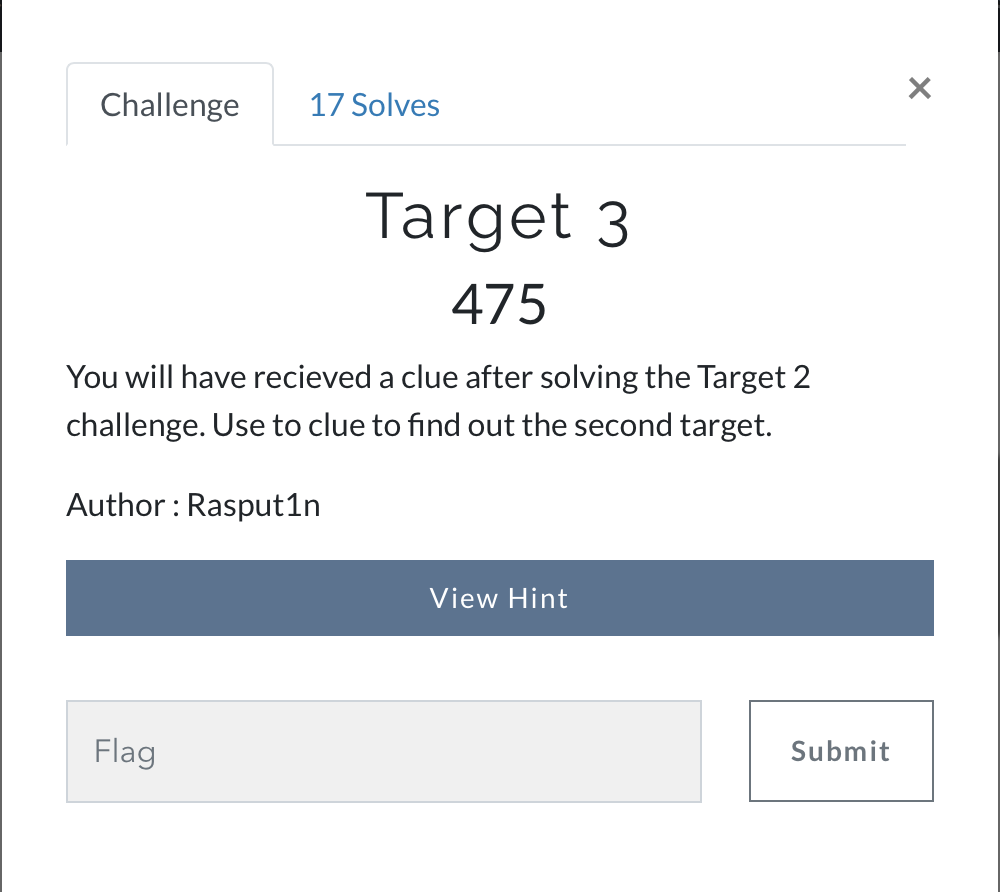 Challenge
17 Solves
×
Target 3
475
You will have recieved a clue after solving the Target 2
challenge. Use to clue to find out the second target.
Author : Rasput1n
View Hint
Flag
Submit